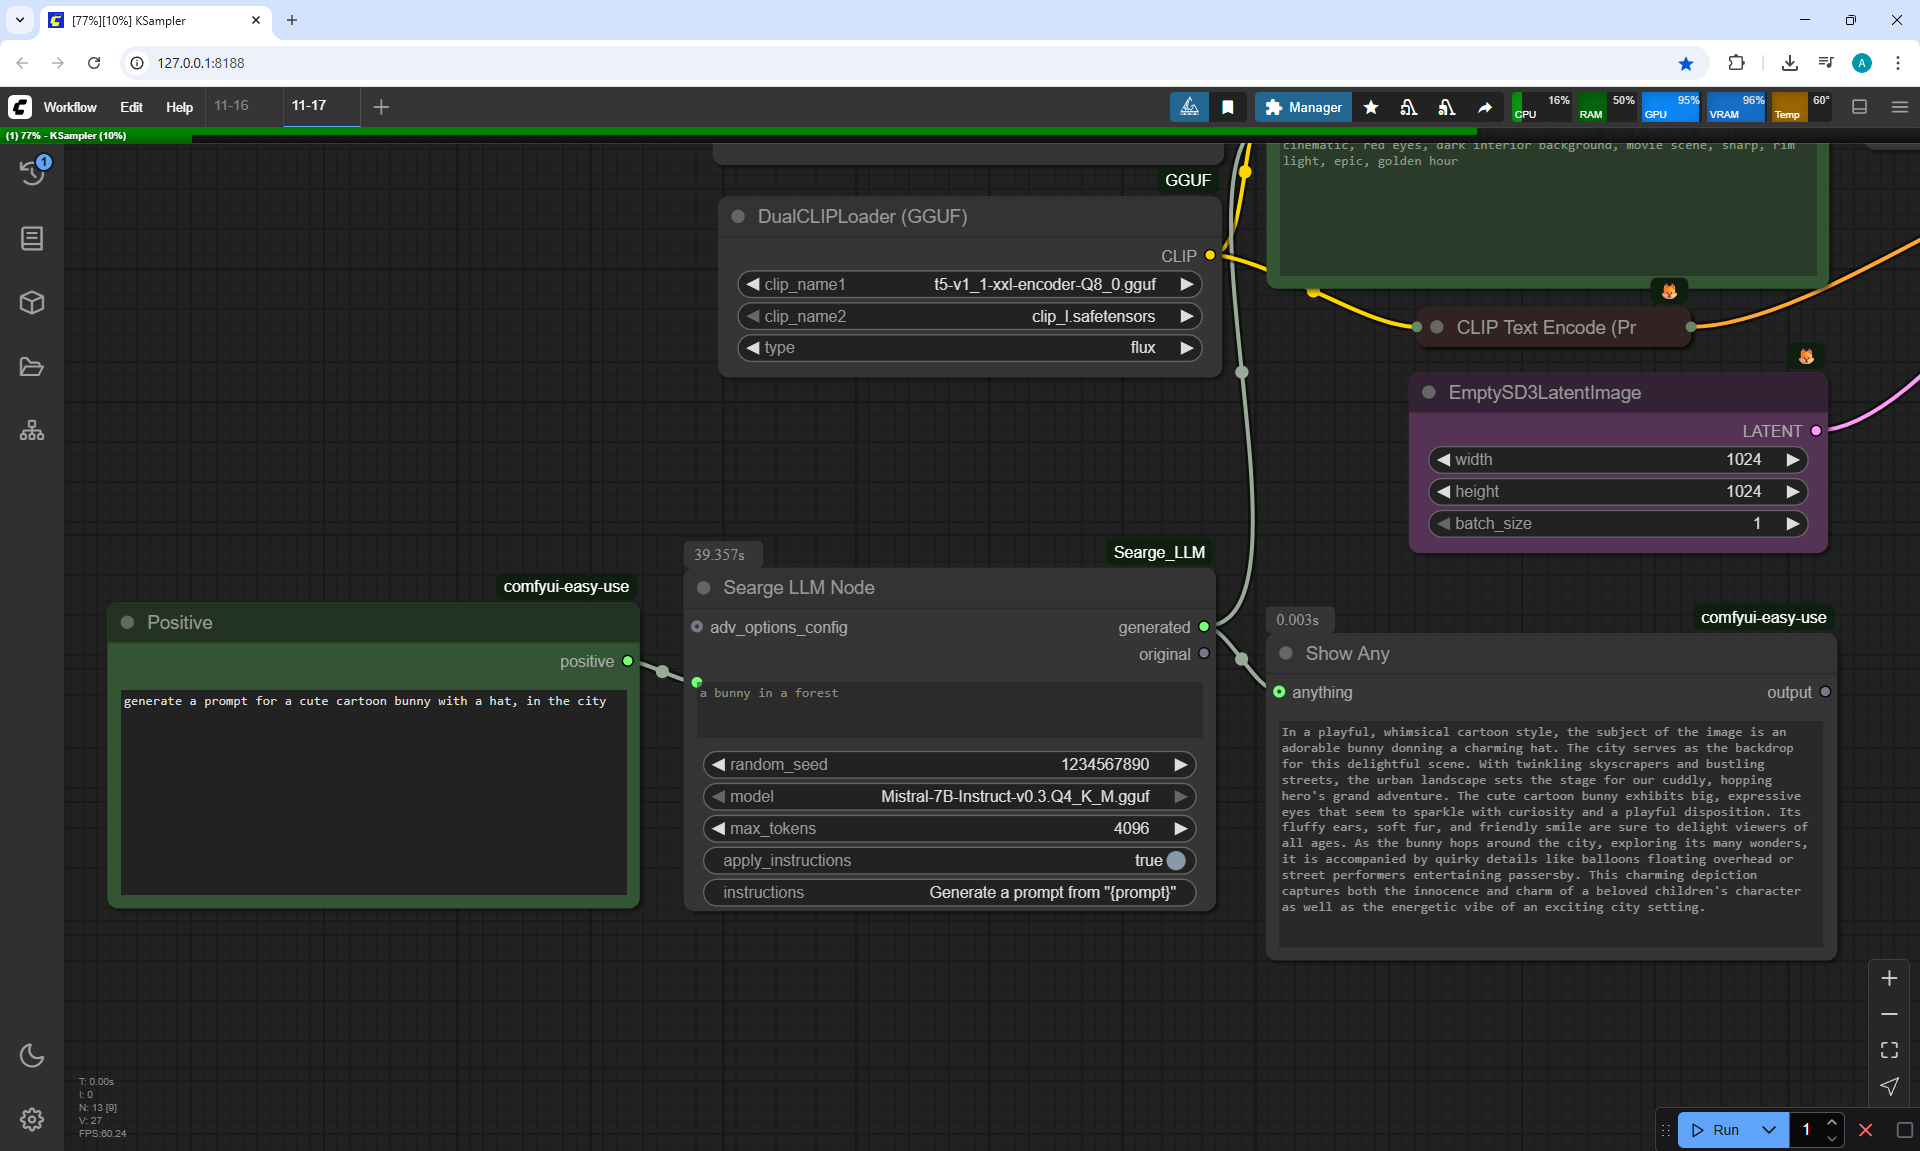 [77%][10%] KSampler
127.0.0.1:8188
Workflow Edit Help 11-16 11-17
Manager
CPU 16% RAM 50% GPU 95% VRAM 96% Temp 60°
(1) 77% - KSampler (10%)
1
cinematic, red eyes, dark interior background, movie scene, sharp, rim
light, epic, golden hour
GGUF
DualCLIPLoader (GGUF)
CLIP
clip_name1 t5-v1_1-xxl-encoder-Q8_0.gguf
clip_name2 clip_l.safetensors
type flux
CLIP Text Encode (Pr
EmptySD3LatentImage
LATENT
width 1024
height 1024
batch_size 1
comfyui-easy-use
Positive
positive
generate a prompt for a cute cartoon bunny with a hat, in the city
39.357s
Searge_LLM
Searge LLM Node
adv_options_config generated
original
a bunny in a forest
random_seed 1234567890
model Mistral-7B-Instruct-v0.3.Q4_K_M.gguf
max_tokens 4096
apply_instructions true
instructions Generate a prompt from "{prompt}"
0.003s
comfyui-easy-use
Show Any
anything output
In a playful, whimsical cartoon style, the subject of the image is an
adorable bunny donning a charming hat. The city serves as the backdrop
for this delightful scene. With twinkling skyscrapers and bustling
streets, the urban landscape sets the stage for our cuddly, hopping
hero's grand adventure. The cute cartoon bunny exhibits big, expressive
eyes that seem to sparkle with curiosity and a playful disposition. Its
fluffy ears, soft fur, and friendly smile are sure to delight viewers of
all ages. As the bunny hops around the city, exploring its many wonders,
it is accompanied by quirky details like balloons floating overhead or
street performers entertaining passersby. This charming depiction
captures both the innocence and charm of a beloved children's character
as well as the energetic vibe of an exciting city setting.
T: 0.00s
I: 0
N: 13 [9]
V: 27
FPS:60.24
Run 1
A